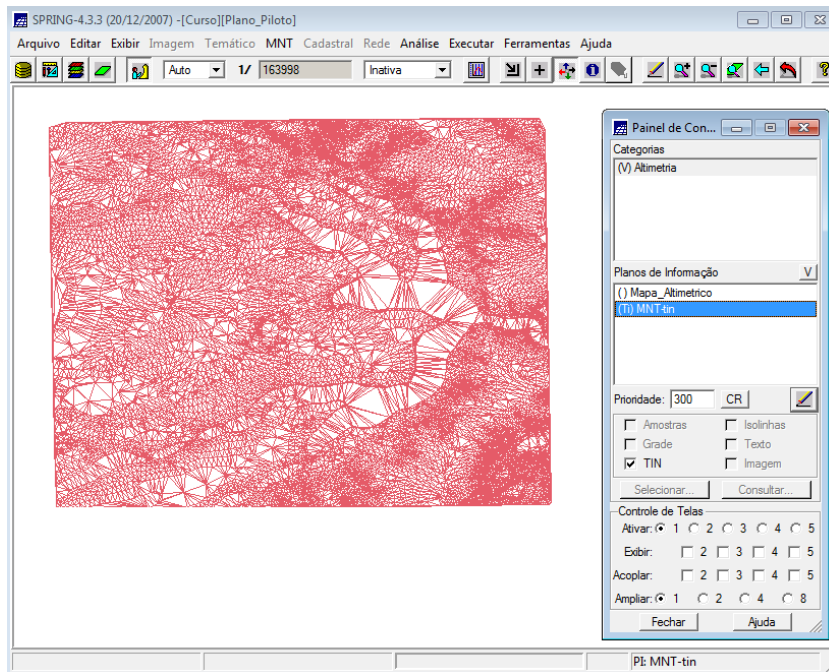 SPRING-4.3.3 (20/12/2007) -[Curso][Plano_Piloto]
Arquivo Editar Exibir Imagem Temático MNT Cadastral Rede Análise Executar Ferramentas Ajuda
Auto 1/ 163998 Inativa
Painel de Con...
Categorias
(V) Altimetria
Planos de Informação V
( ) Mapa_Altimetrico
(Ti) MNT-tin
Prioridade: 300 CR
Amostras Isolinhas
Grade Texto
TIN Imagem
Selecionar... Consultar...
Controle de Telas
Ativar: 1 2 3 4 5
Exibir: 2 3 4 5
Acoplar: 2 3 4 5
Ampliar: 1 2 4 8
Fechar Ajuda
PI: MNT-tin